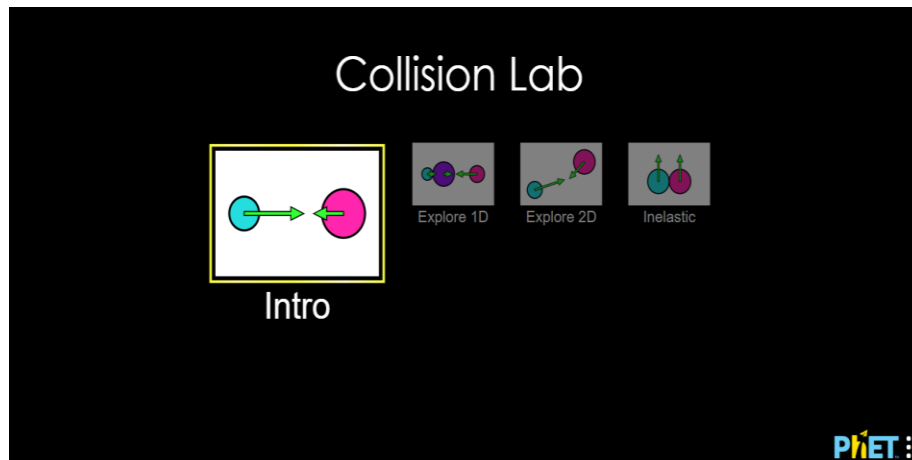 Collision Lab
Intro
Explore 1D
Explore 2D
Inelastic
PhET